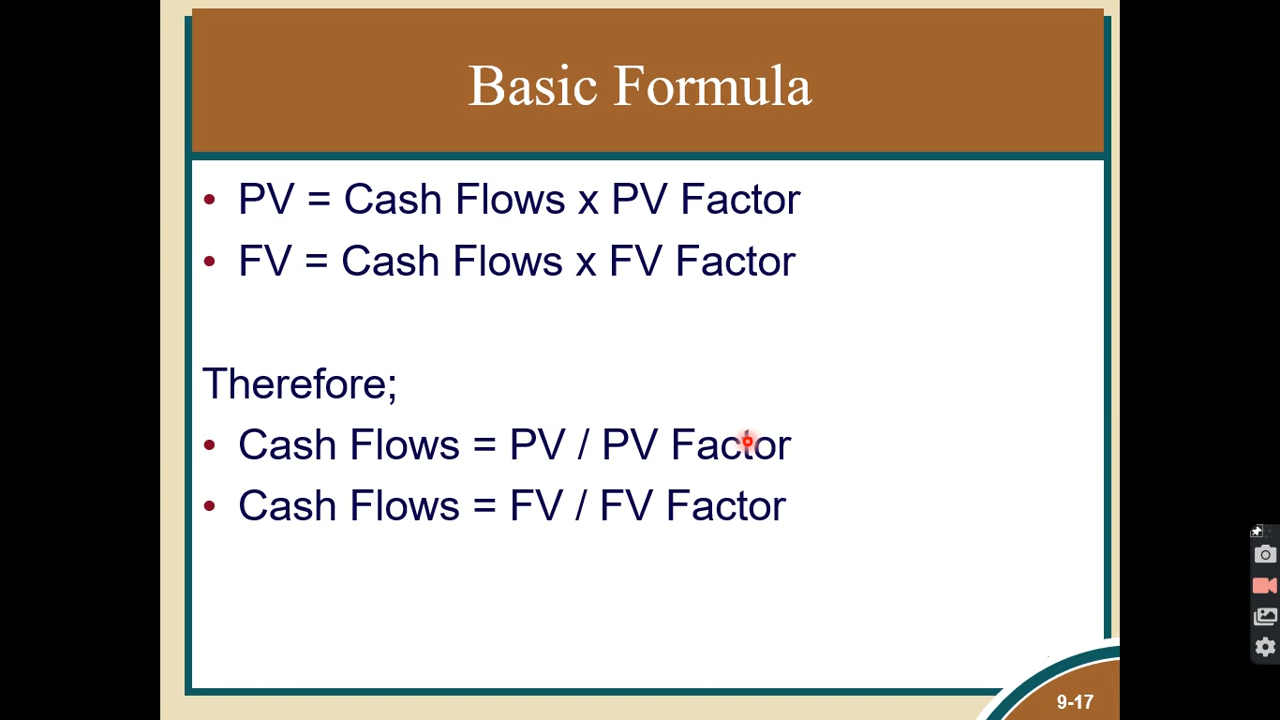 Basic Formula
• PV = Cash Flows x PV Factor
• FV = Cash Flows x FV Factor
Therefore;
• Cash Flows = PV / PV Factor
• Cash Flows = FV / FV Factor
9-17